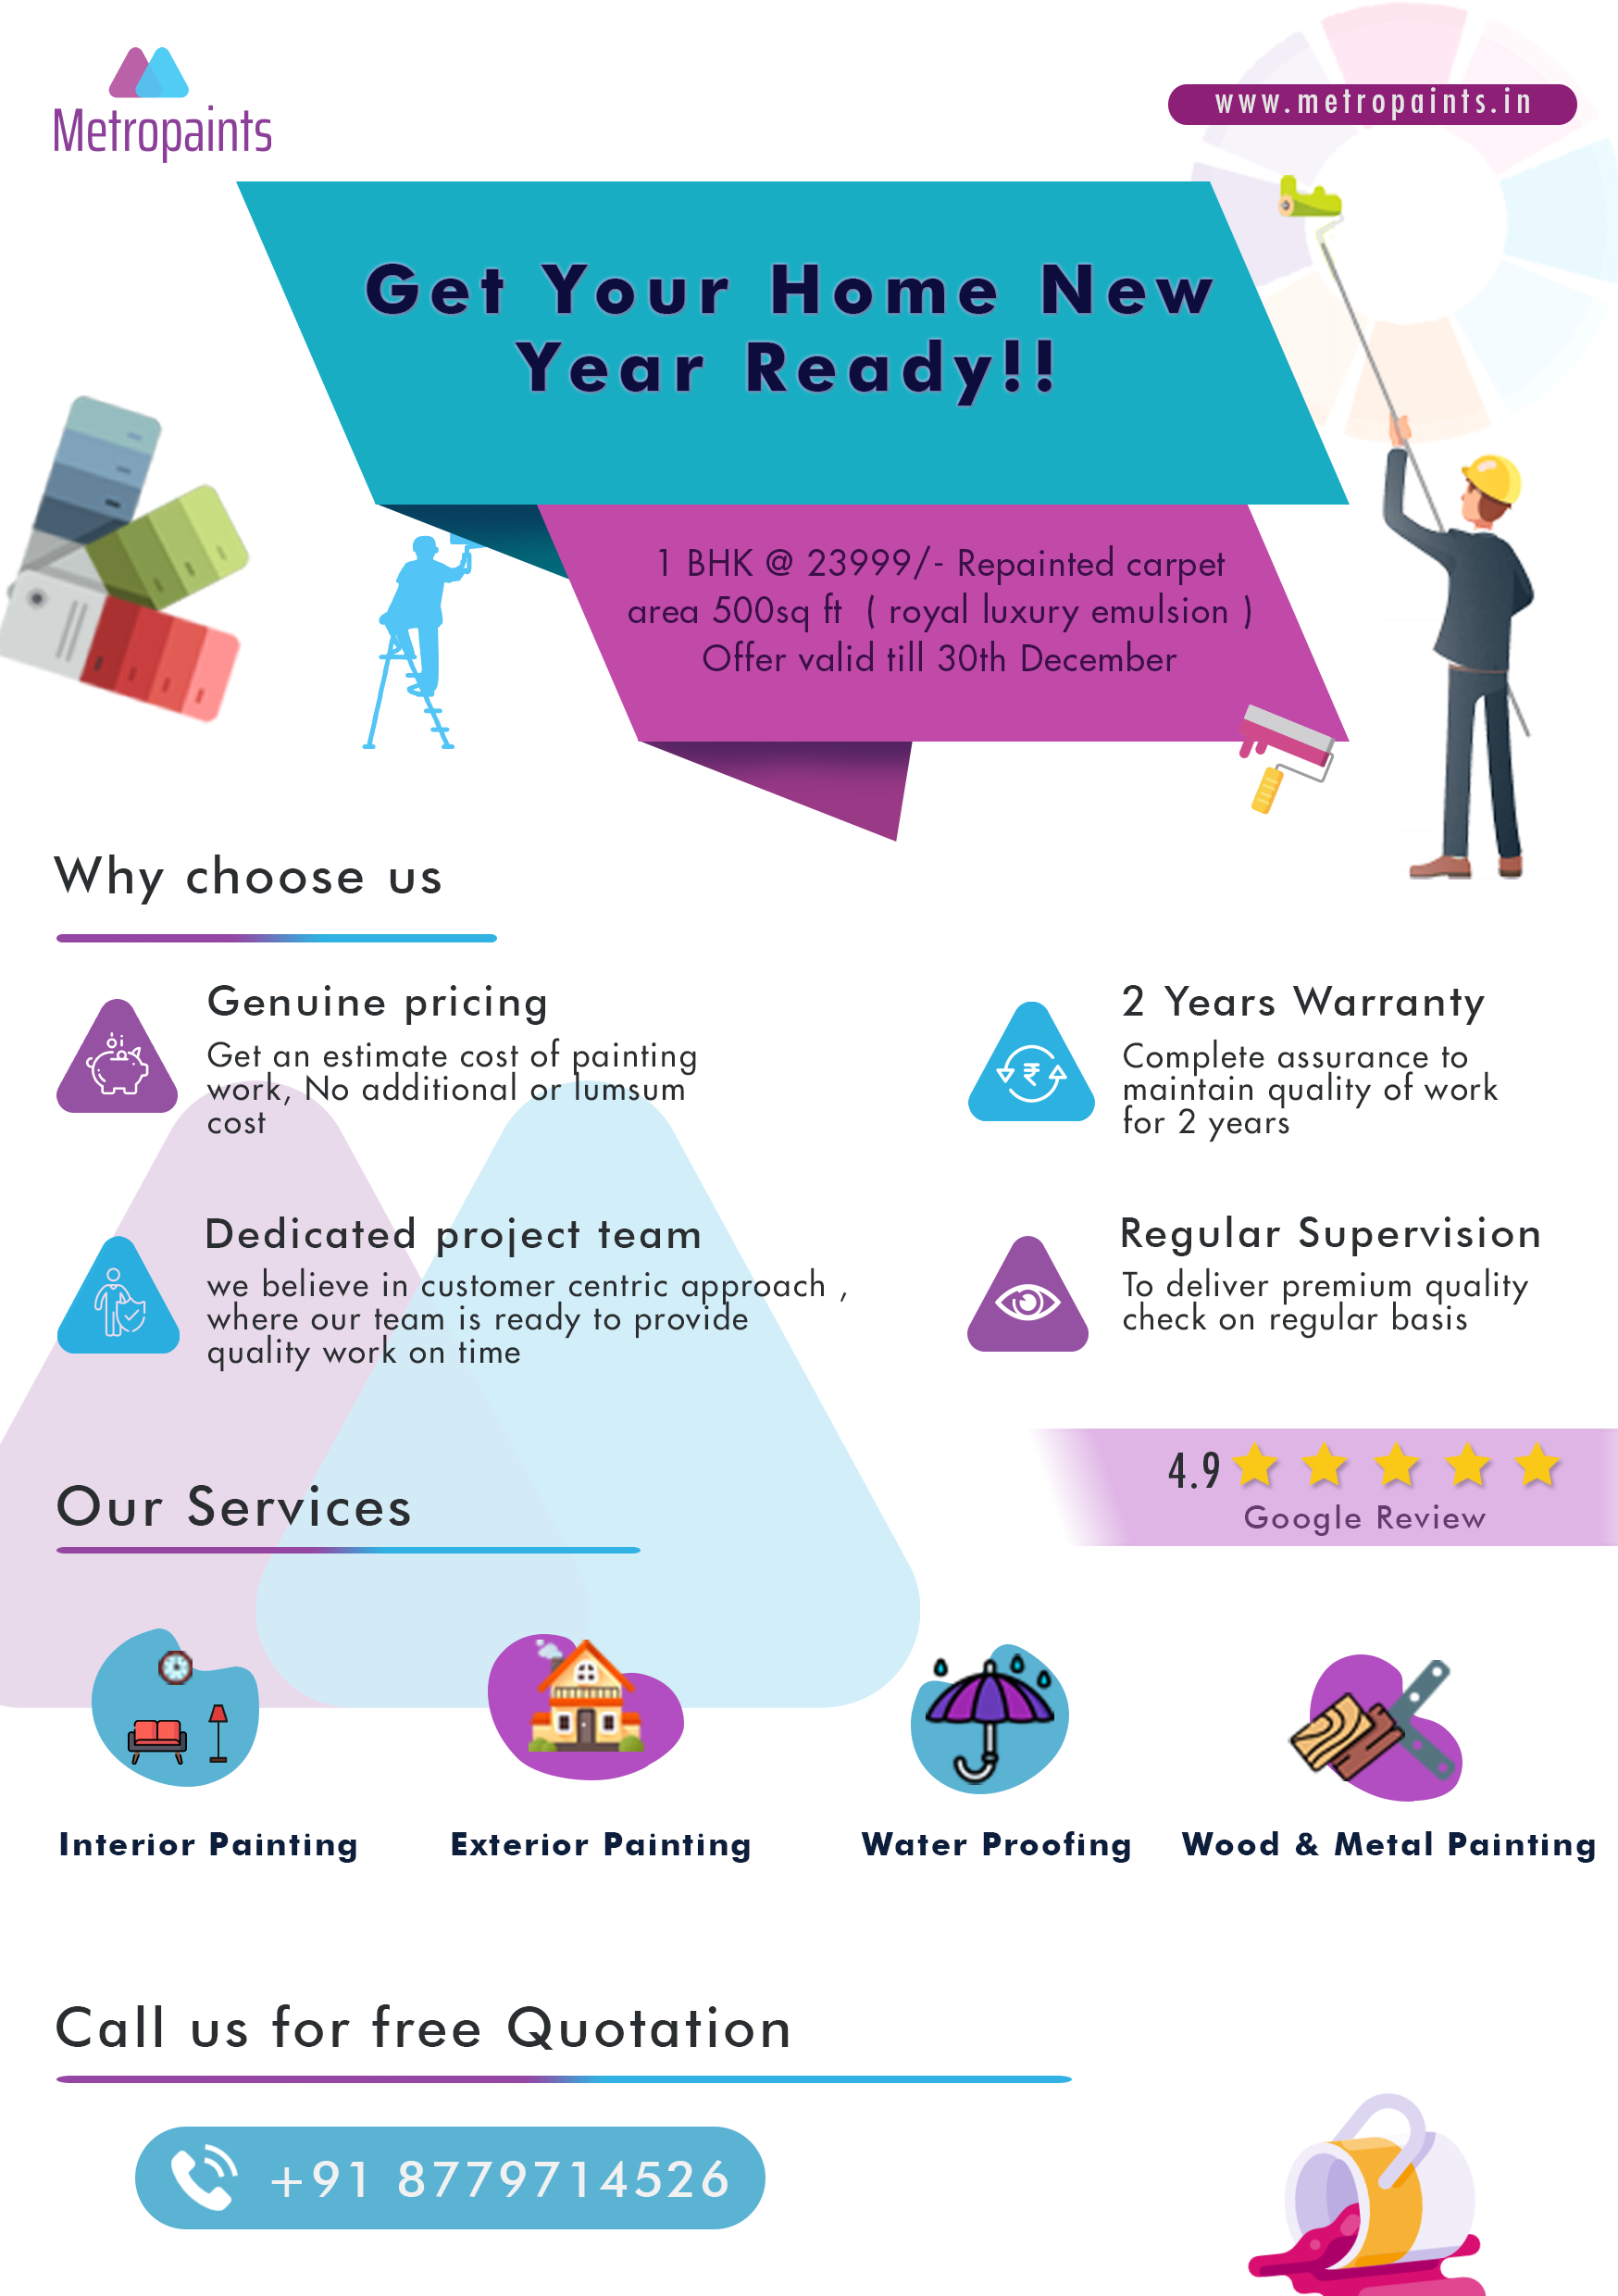 Metropaints
www.metropaints.in
Get Your Home New
Year Ready!!
1 BHK @ 23999/- Repainted carpet
area 500sq ft ( royal luxury emulsion )
Offer valid till 30th December
Why choose us
Genuine pricing
Get an estimate cost of painting
work, No additional or lumsum
cost
2 Years Warranty
Complete assurance to
maintain quality of work
for 2 years
Dedicated project team
we believe in customer centric approach ,
where our team is ready to provide
quality work on time
Regular Supervision
To deliver premium quality
check on regular basis
4.9
Google Review
Our Services
Interior Painting
Exterior Painting
Water Proofing
Wood & Metal Painting
Call us for free Quotation
+91 8779714526